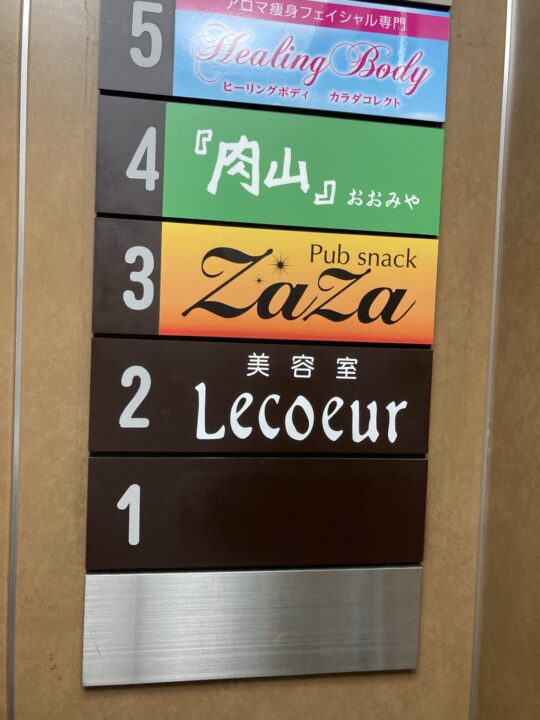 5
アロマ痩身フェイシャル専門
Healing Body
ヒーリングボディ カラダコレクト
4
『肉山』おおみや
3
Pub snack
ZaZa
2
美容室
Lecoeur
1